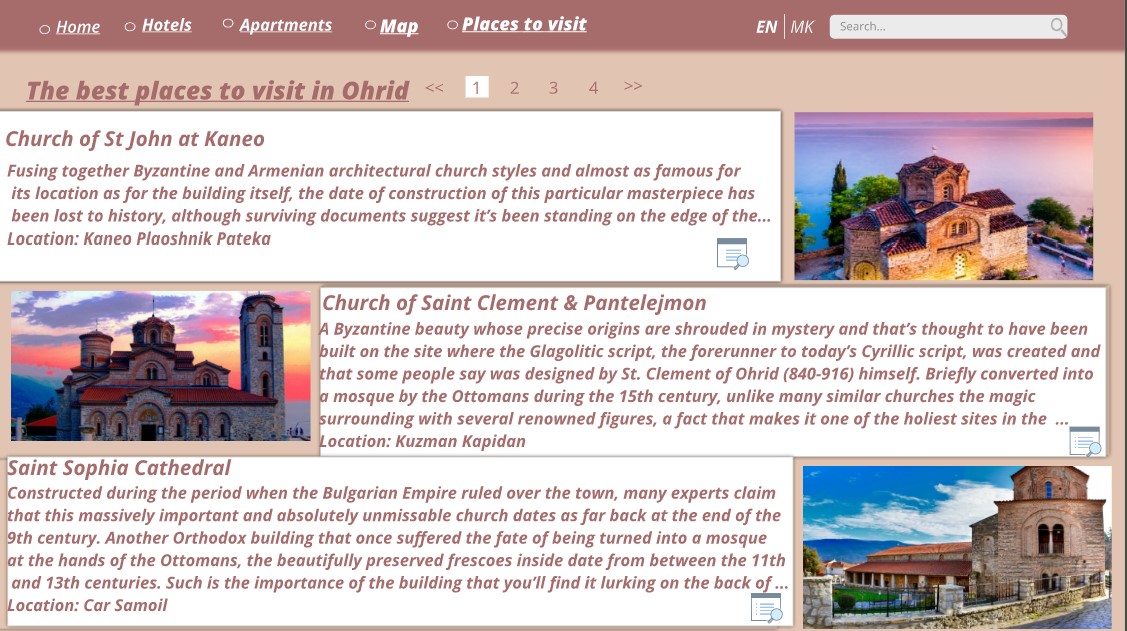 Home Hotels Apartments Map Places to visit EN MK Search...
The best places to visit in Ohrid << 1 2 3 4 >>
Church of St John at Kaneo
Fusing together Byzantine and Armenian architectural church styles and almost as famous for
its location as for the building itself, the date of construction of this particular masterpiece has
been lost to history, although surviving documents suggest it’s been standing on the edge of the...
Location: Kaneo Plaoshnik Pateka
Church of Saint Clement & Pantelejmon
A Byzantine beauty whose precise origins are shrouded in mystery and that’s thought to have been
built on the site where the Glagolitic script, the forerunner to today’s Cyrillic script, was created and
that some people say was designed by St. Clement of Ohrid (840-916) himself. Briefly converted into
a mosque by the Ottomans during the 15th century, unlike many similar churches the magic
surrounding with several renowned figures, a fact that makes it one of the holiest sites in the ...
Location: Kuzman Kapidan
Saint Sophia Cathedral
Constructed during the period when the Bulgarian Empire ruled over the town, many experts claim
that this massively important and absolutely unmissable church dates as far back at the end of the
9th century. Another Orthodox building that once suffered the fate of being turned into a mosque
at the hands of the Ottomans, the beautifully preserved frescoes inside date from between the 11th
and 13th centuries. Such is the importance of the building that you’ll find it lurking on the back of ...
Location: Car Samoil